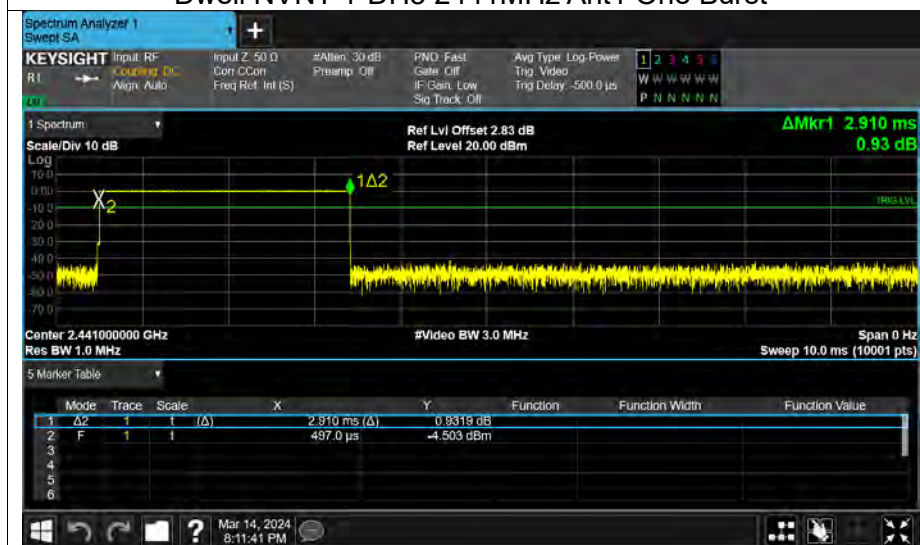 Dwell NVNT 1-DH5 2441MHz Ant1 One Burst
Spectrum Analyzer 1
Swept SA
+
KEYSIGHT
R L
Input: RF
Coupling: DC
Align: Auto
Input Z: 50 Ω
Corr CCorr
Freq Ref: Int (S)
#Atten: 30 dB
Preamp: Off
PNO: Fast
Gate: Off
IF Gain: Low
Sig Track: Off
Avg Type: Log-Power
Trig: Video
Trig Delay: -500.0 µs
1 2 3 4 5 6
W W W W W W
P N N N N N
1 Spectrum
Scale/Div 10 dB
Ref Lvl Offset 2.83 dB
Ref Level 20.00 dBm
ΔMkr1 2.910 ms
0.93 dB
Log
10.0
0.00
-10.0
-20.0
-30.0
-40.0
-50.0
-60.0
-70.0
1Δ2
X2
TRIG LVL
Center 2.441000000 GHz
#Video BW 3.0 MHz
Span 0 Hz
Res BW 1.0 MHz
Sweep 10.0 ms (10001 pts)
5 Marker Table
Mode Trace Scale X Y Function Function Width Function Value
1 Δ2 1 t (Δ) 2.910 ms (Δ) 0.9319 dB
2 F 1 t 497.0 µs -4.503 dBm
3
4
5
6
?
Mar 14, 2024
8:11:41 PM